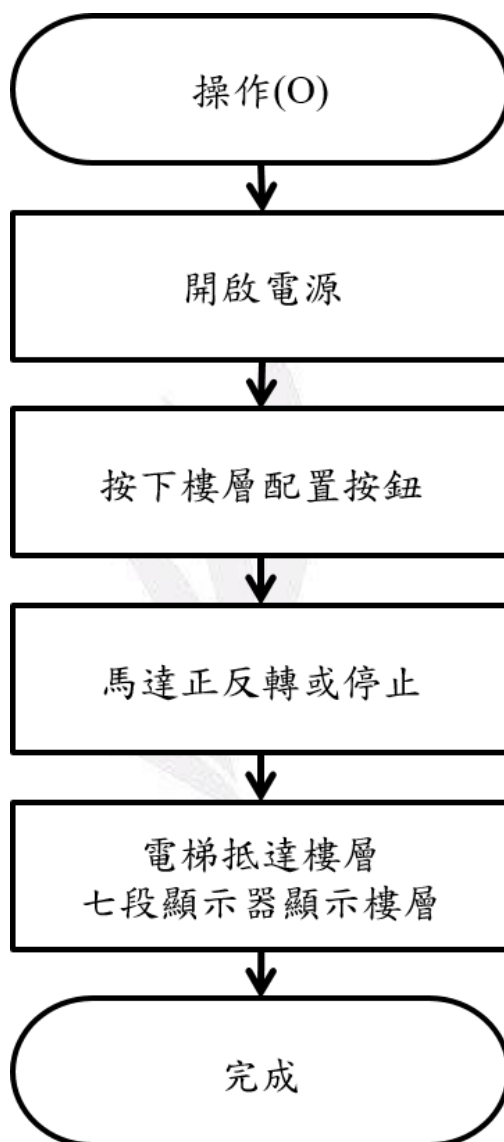 操作(O)
開啟電源
按下樓層配置按鈕
馬達正反轉或停止
電梯抵達樓層
七段顯示器顯示樓層
完成